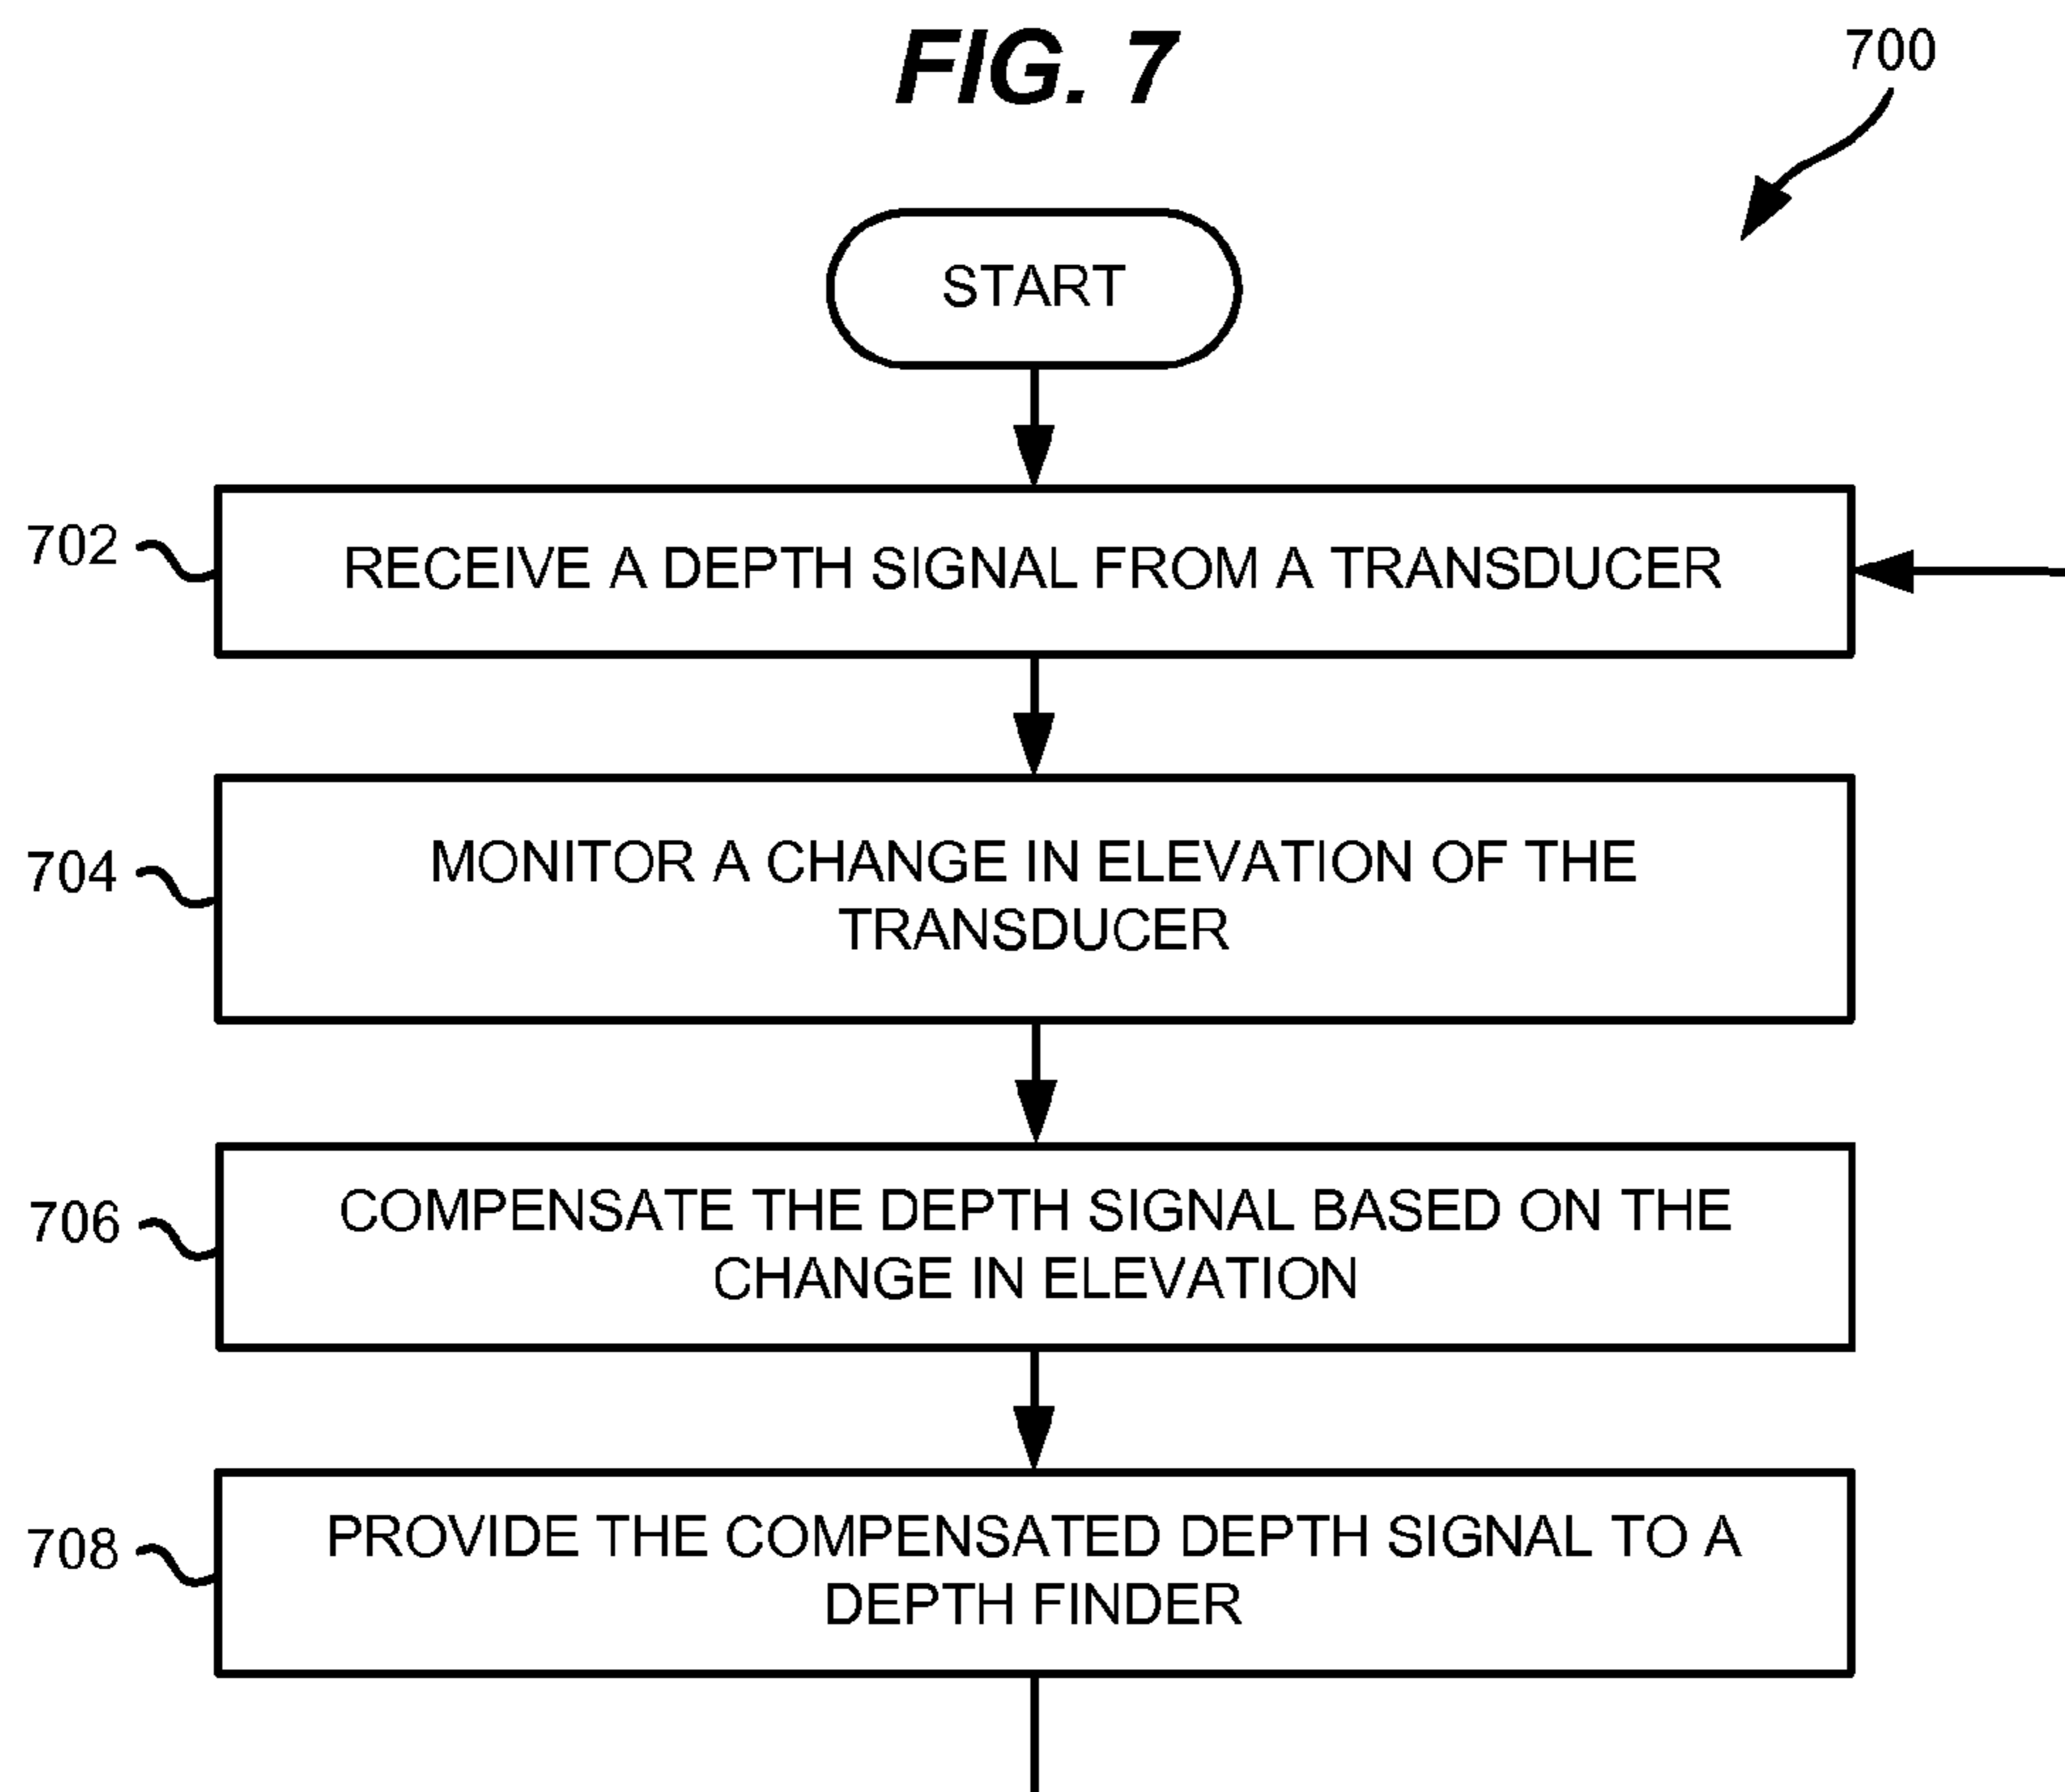 FIG. 7
700
START
702
RECEIVE A DEPTH SIGNAL FROM A TRANSDUCER
704
MONITOR A CHANGE IN ELEVATION OF THE
TRANSDUCER
706
COMPENSATE THE DEPTH SIGNAL BASED ON THE
CHANGE IN ELEVATION
708
PROVIDE THE COMPENSATED DEPTH SIGNAL TO A
DEPTH FINDER